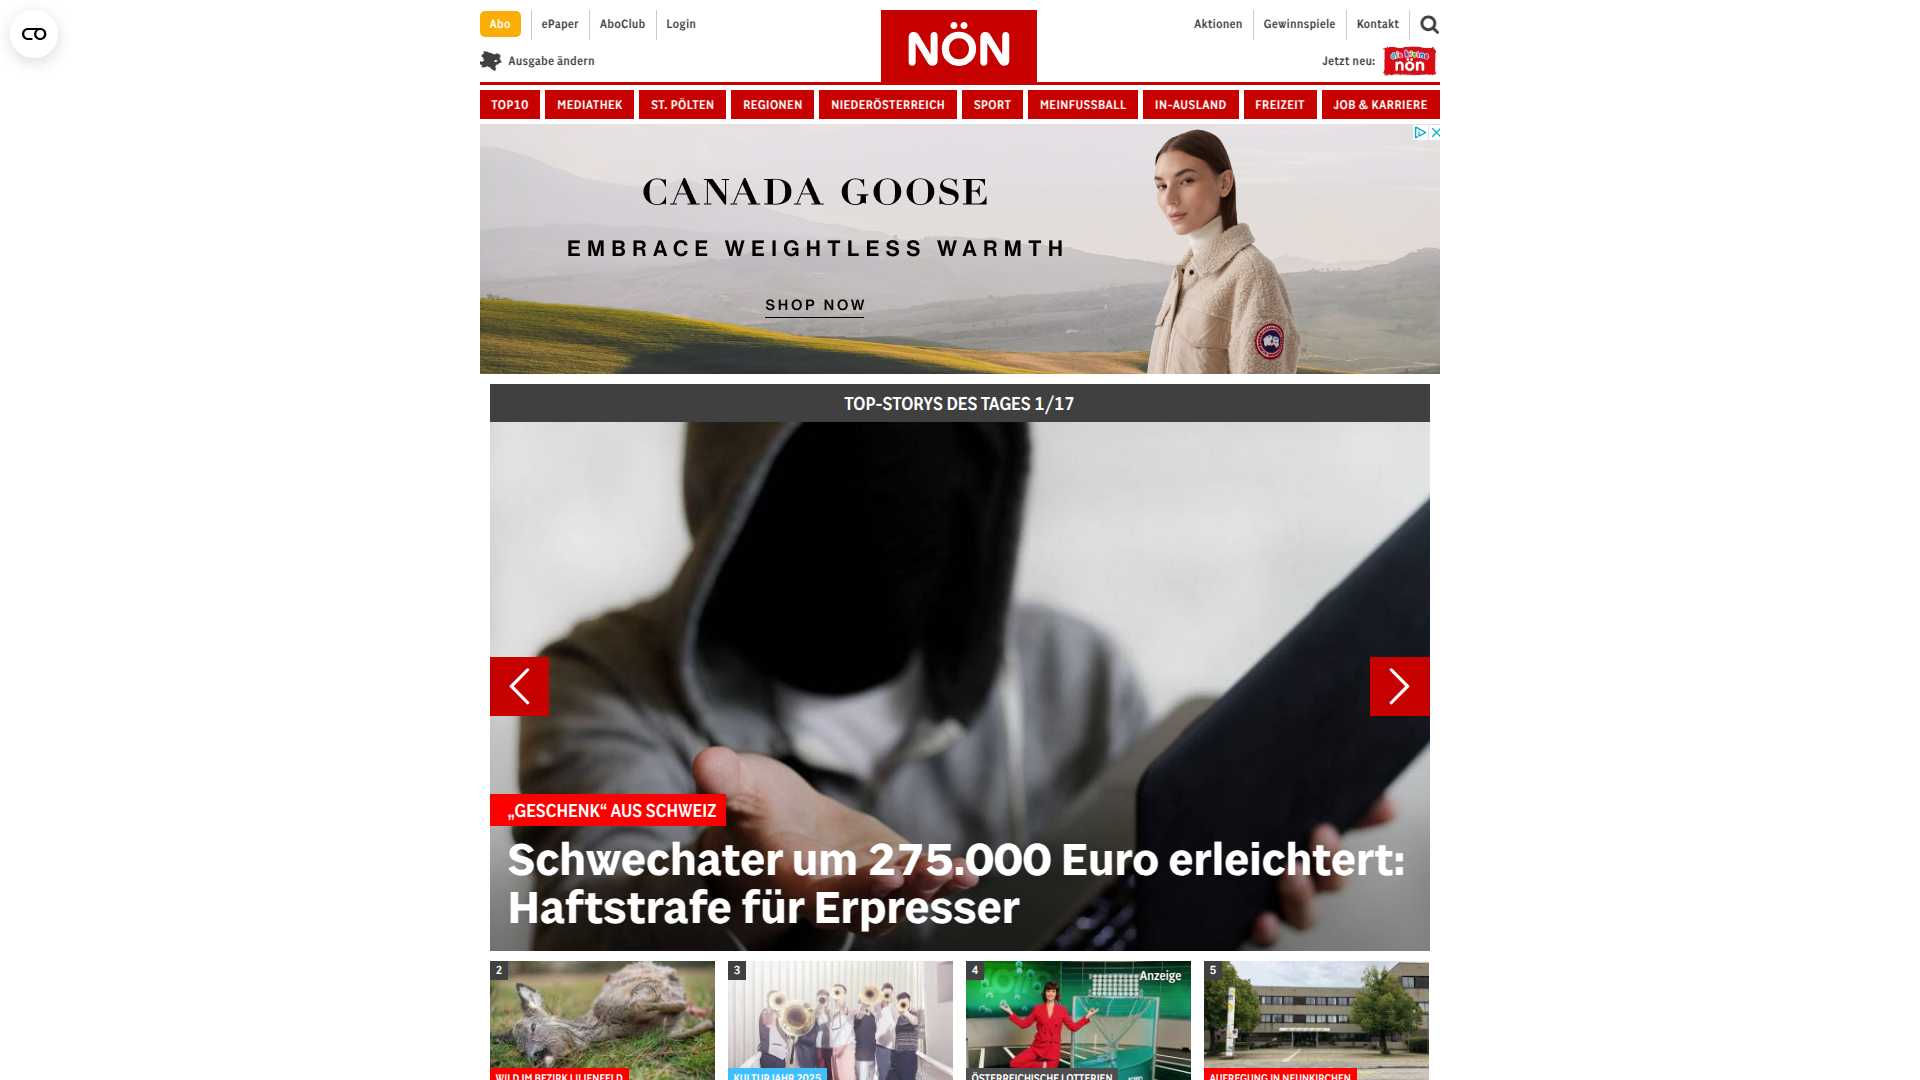 Abo
ePaper
AboClub
Login
NÖN
Aktionen
Gewinnspiele
Kontakt
Ausgabe ändern
Jetzt neu:
die kleine
nön
TOP10
MEDIATHEK
ST. PÖLTEN
REGIONEN
NIEDERÖSTERREICH
SPORT
MEINFUSSBALL
IN-AUSLAND
FREIZEIT
JOB & KARRIERE
CANADA GOOSE
EMBRACE WEIGHTLESS WARMTH
SHOP NOW
TOP-STORYS DES TAGES 1/17
„GESCHENK“ AUS SCHWEIZ
Schwechater um 275.000 Euro erleichtert:
Haftstrafe für Erpresser
2
3
4
Anzeige
5
WILD IM BEZIRK LILIENFELD
KULTURJAHR 2025
ÖSTERREICHISCHE LOTTERIEN
AUFREGUNG IN NEUNKIRCHEN